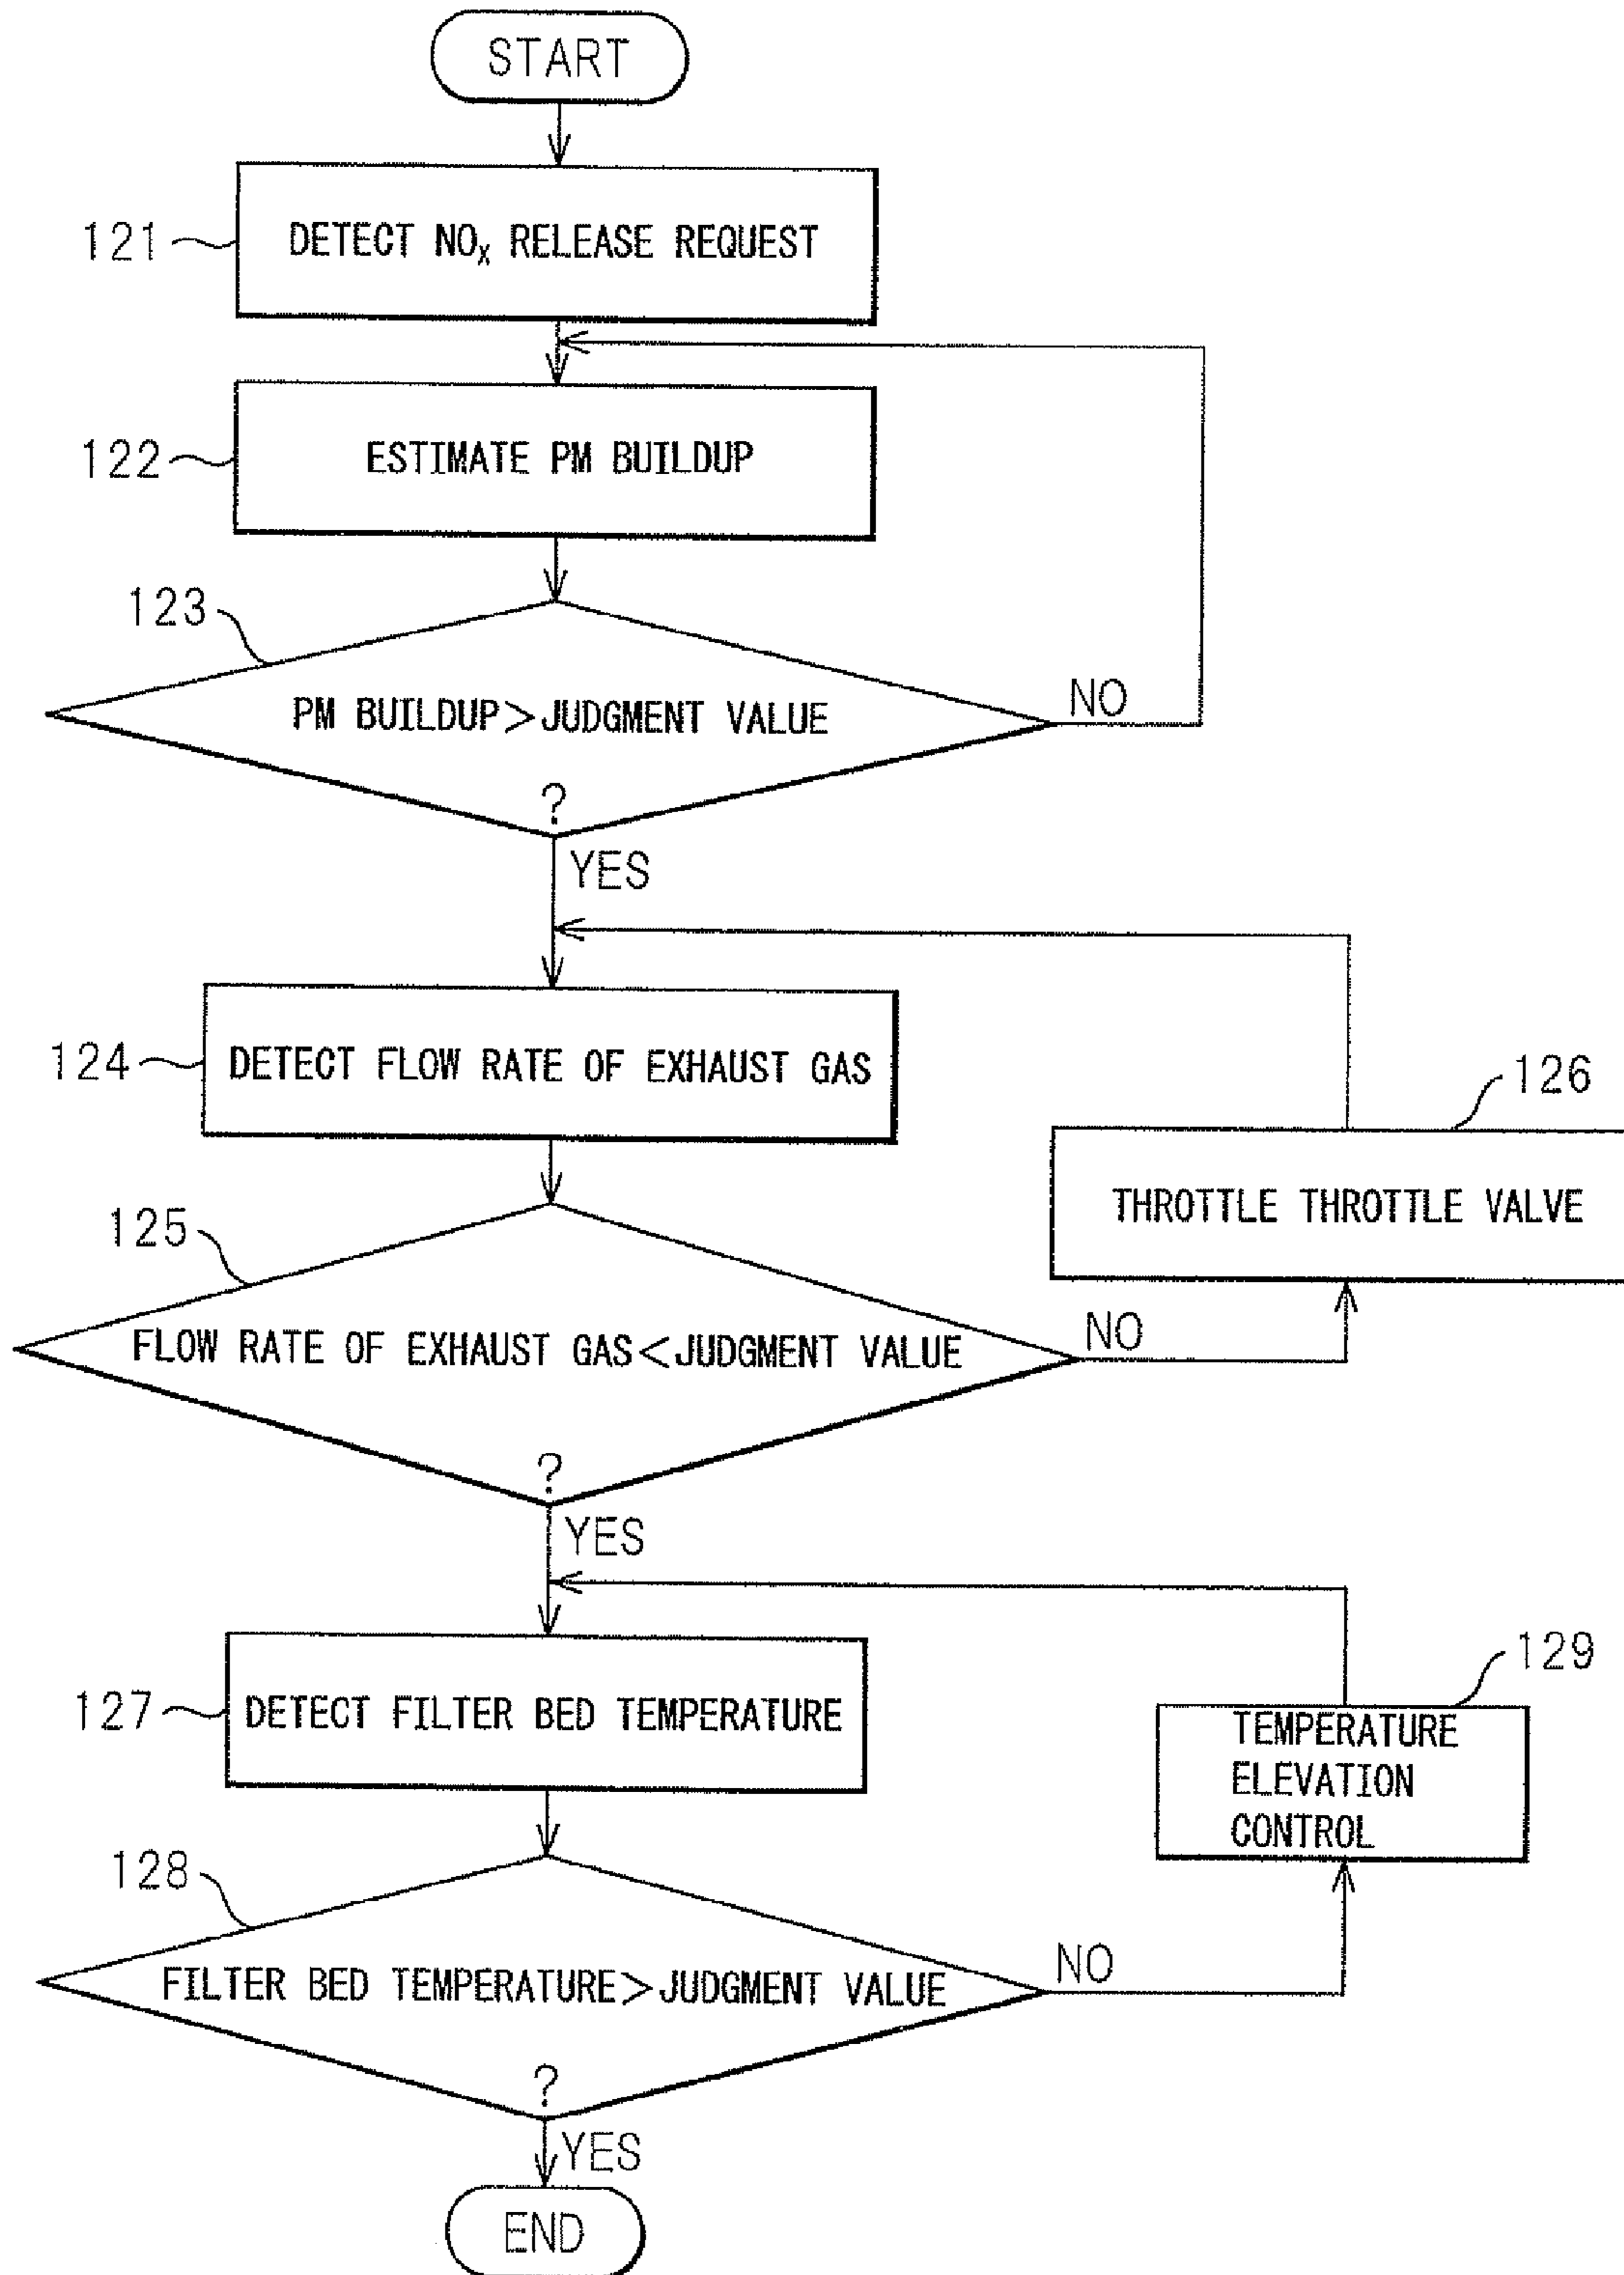 START
121
DETECT NOx RELEASE REQUEST
122
ESTIMATE PM BUILDUP
123
PM BUILDUP>JUDGMENT VALUE
?
NO
YES
124
DETECT FLOW RATE OF EXHAUST GAS
126
THROTTLE THROTTLE VALVE
125
FLOW RATE OF EXHAUST GAS<JUDGMENT VALUE
?
NO
YES
127
DETECT FILTER BED TEMPERATURE
129
TEMPERATURE
ELEVATION
CONTROL
128
FILTER BED TEMPERATURE>JUDGMENT VALUE
?
NO
YES
END